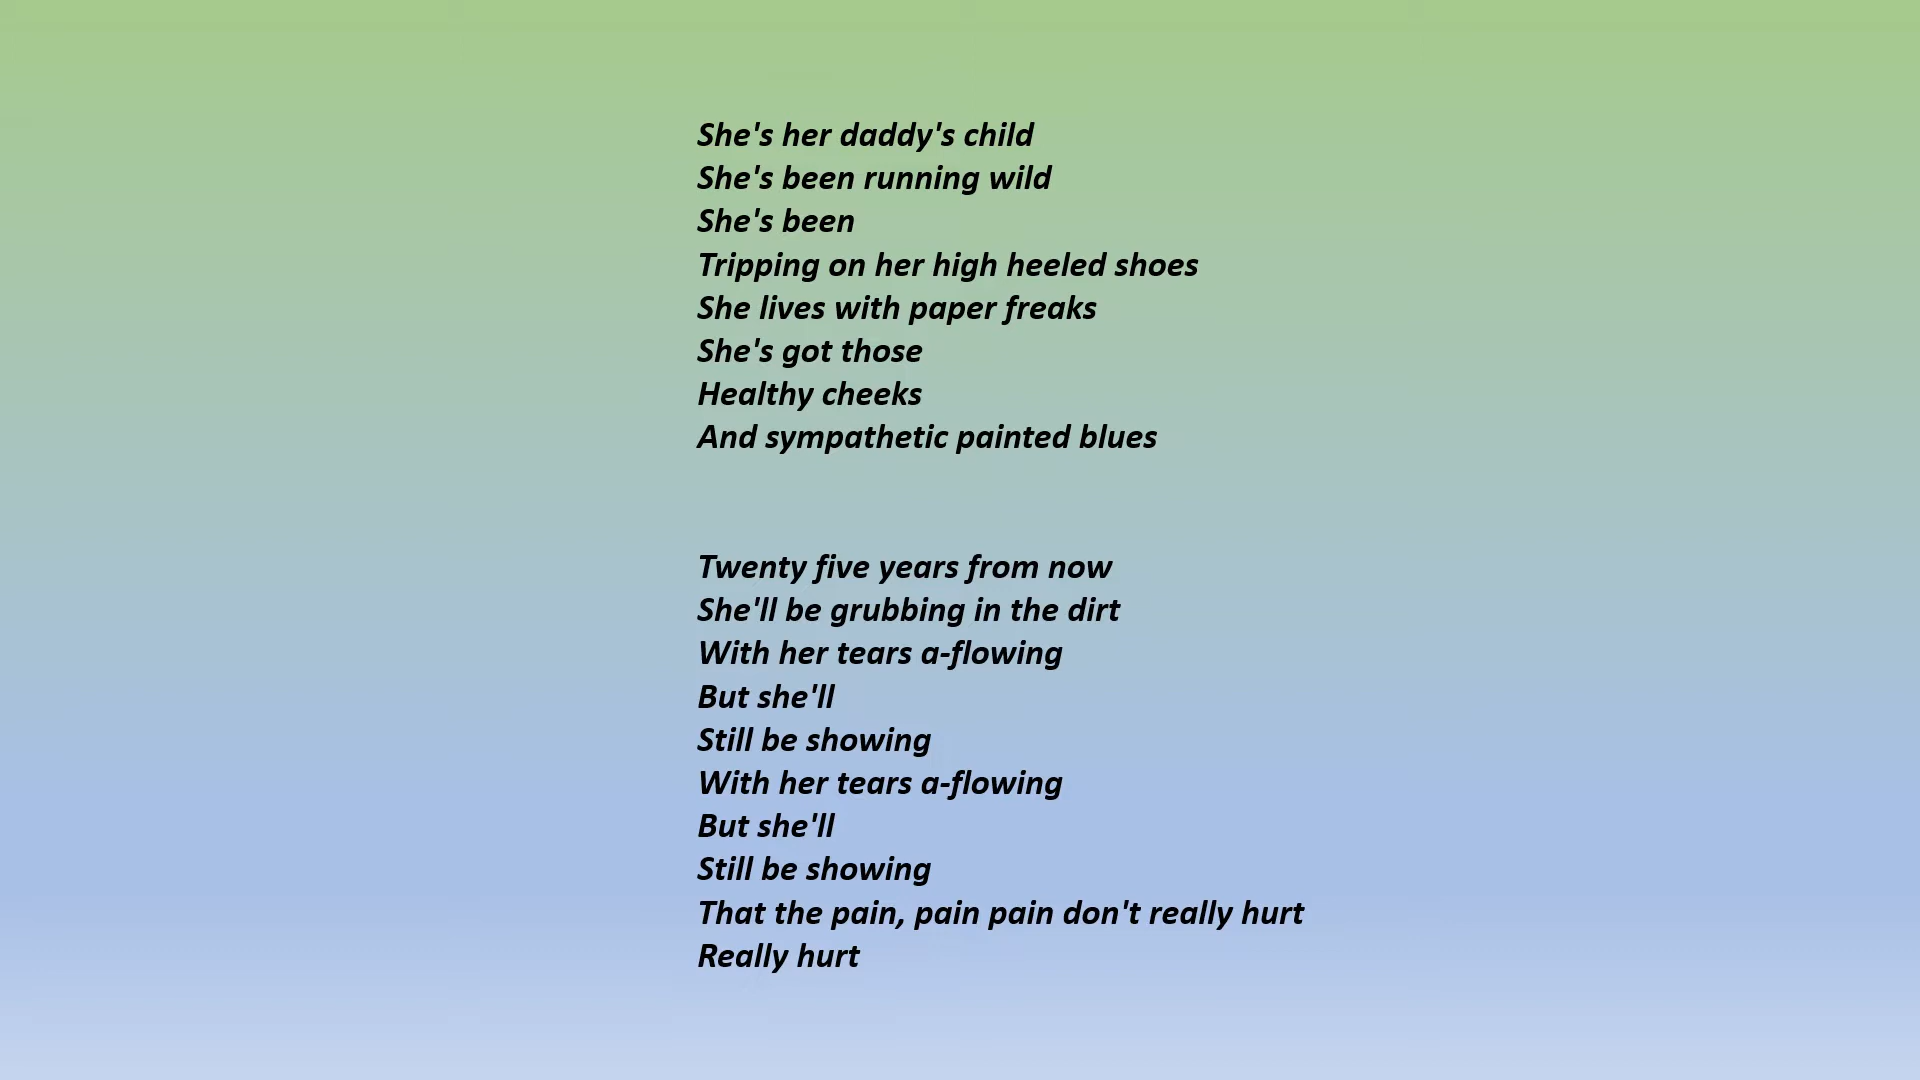 She's her daddy's child
She's been running wild
She's been
Tripping on her high heeled shoes
She lives with paper freaks
She's got those
Healthy cheeks
And sympathetic painted blues
Twenty five years from now
She'll be grubbing in the dirt
With her tears a-flowing
But she'll
Still be showing
With her tears a-flowing
But she'll
Still be showing
That the pain, pain pain don't really hurt
Really hurt